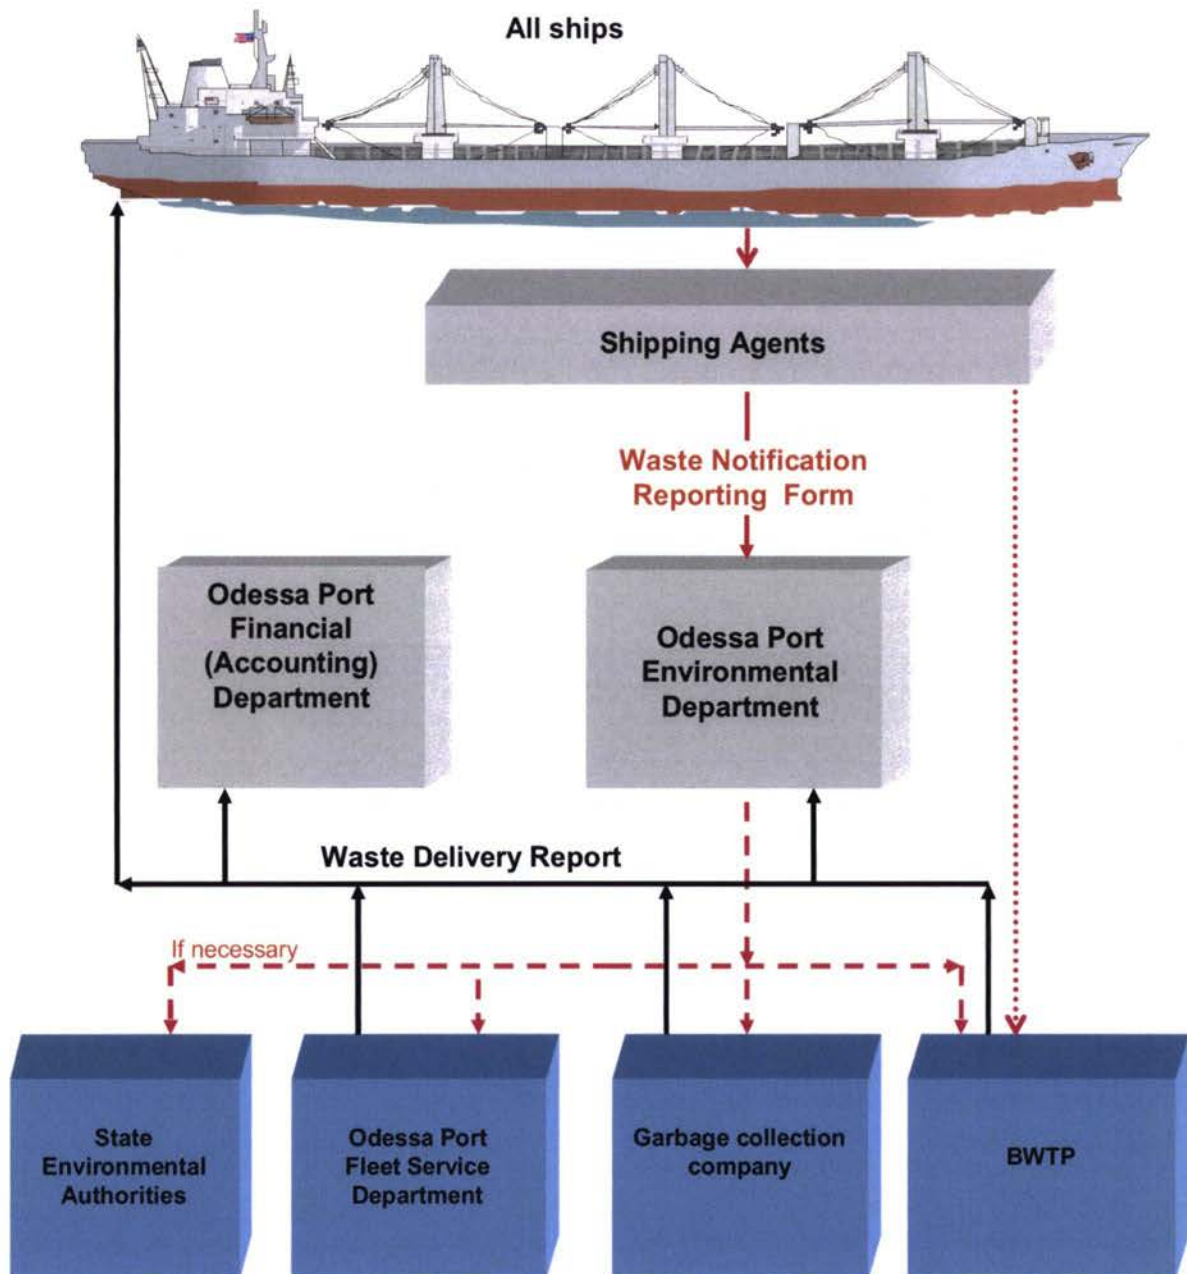 All ships
Shipping Agents
Waste Notification
Reporting Form
Odessa Port
Financial
(Accounting)
Department
Odessa Port
Environmental
Department
Waste Delivery Report
If necessary
State
Environmental
Authorities
Odessa Port
Fleet Service
Department
Garbage collection
company
BWTP